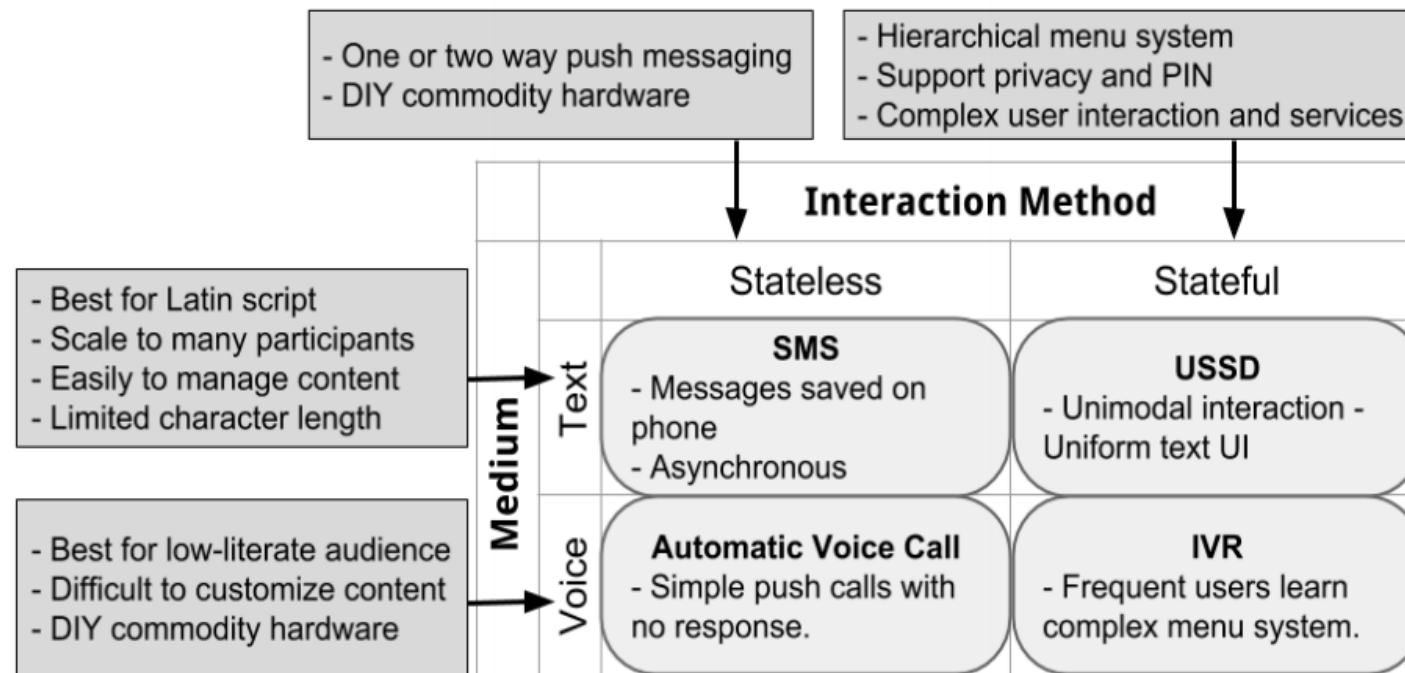 - One or two way push messaging
- DIY commodity hardware
- Hierarchical menu system
- Support privacy and PIN
- Complex user interaction and services
Interaction Method
Stateless
Stateful
- Best for Latin script
- Scale to many participants
- Easily to manage content
- Limited character length
Medium
Text
SMS
- Messages saved on
phone
- Asynchronous
USSD
- Unimodal interaction -
Uniform text UI
- Best for low-literate audience
- Difficult to customize content
- DIY commodity hardware
Voice
Automatic Voice Call
- Simple push calls with
no response.
IVR
- Frequent users learn
complex menu system.